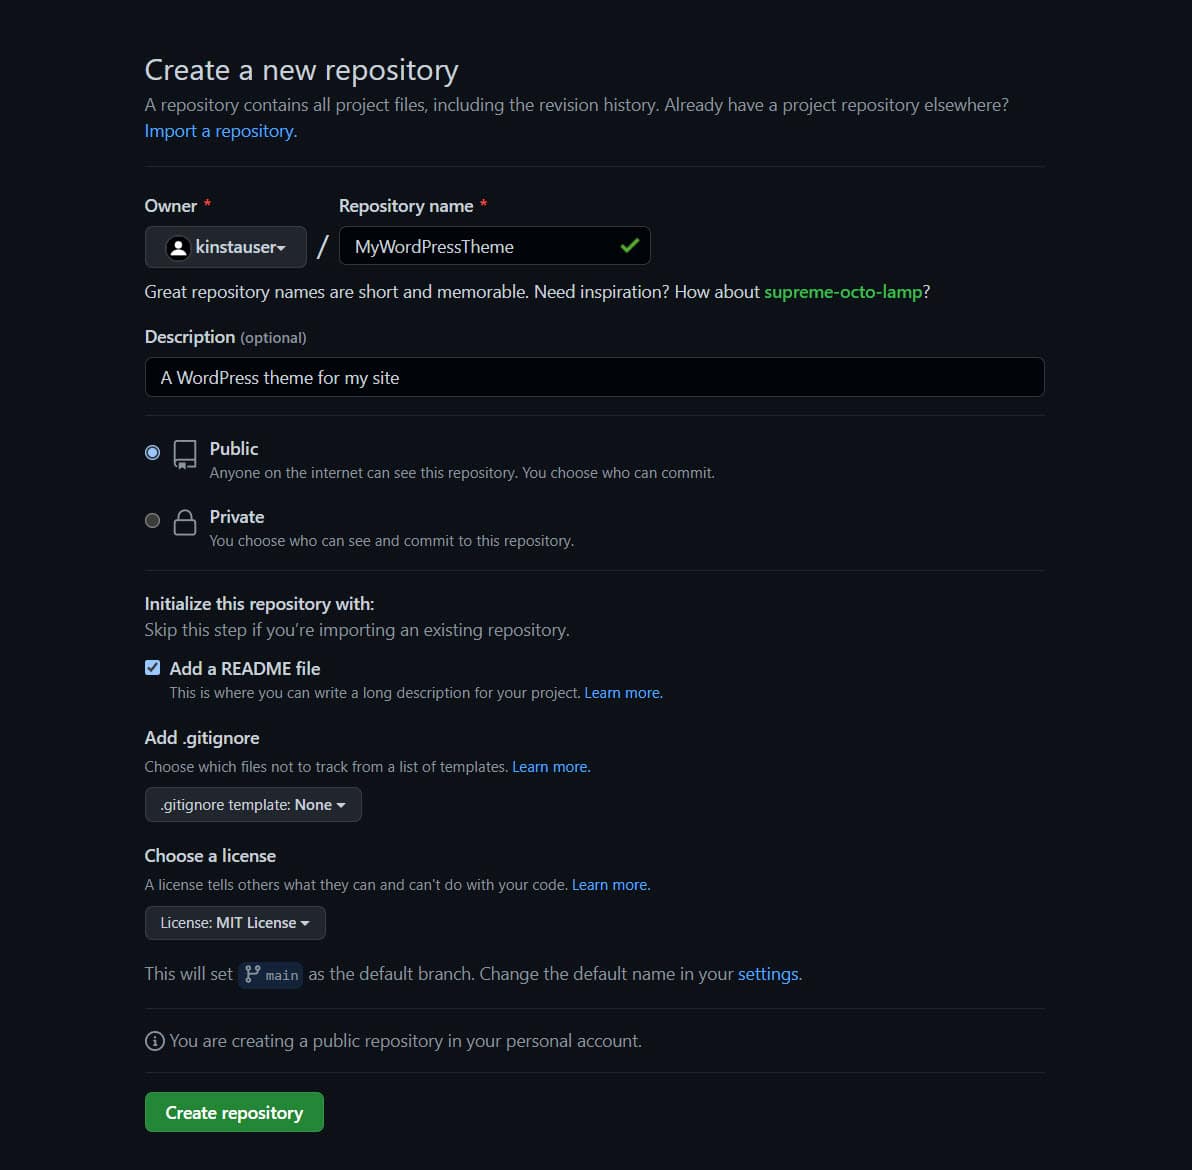 Create a new repository
A repository contains all project files, including the revision history. Already have a project repository elsewhere?
Import a repository.
Owner * Repository name *
kinstauser / MyWordPressTheme
Great repository names are short and memorable. Need inspiration? How about supreme-octo-lamp?
Description (optional)
A WordPress theme for my site
Public
Anyone on the internet can see this repository. You choose who can commit.
Private
You choose who can see and commit to this repository.
Initialize this repository with:
Skip this step if you’re importing an existing repository.
Add a README file
This is where you can write a long description for your project. Learn more.
Add .gitignore
Choose which files not to track from a list of templates. Learn more.
.gitignore template: None
Choose a license
A license tells others what they can and can't do with your code. Learn more.
License: MIT License
This will set main as the default branch. Change the default name in your settings.
You are creating a public repository in your personal account.
Create repository